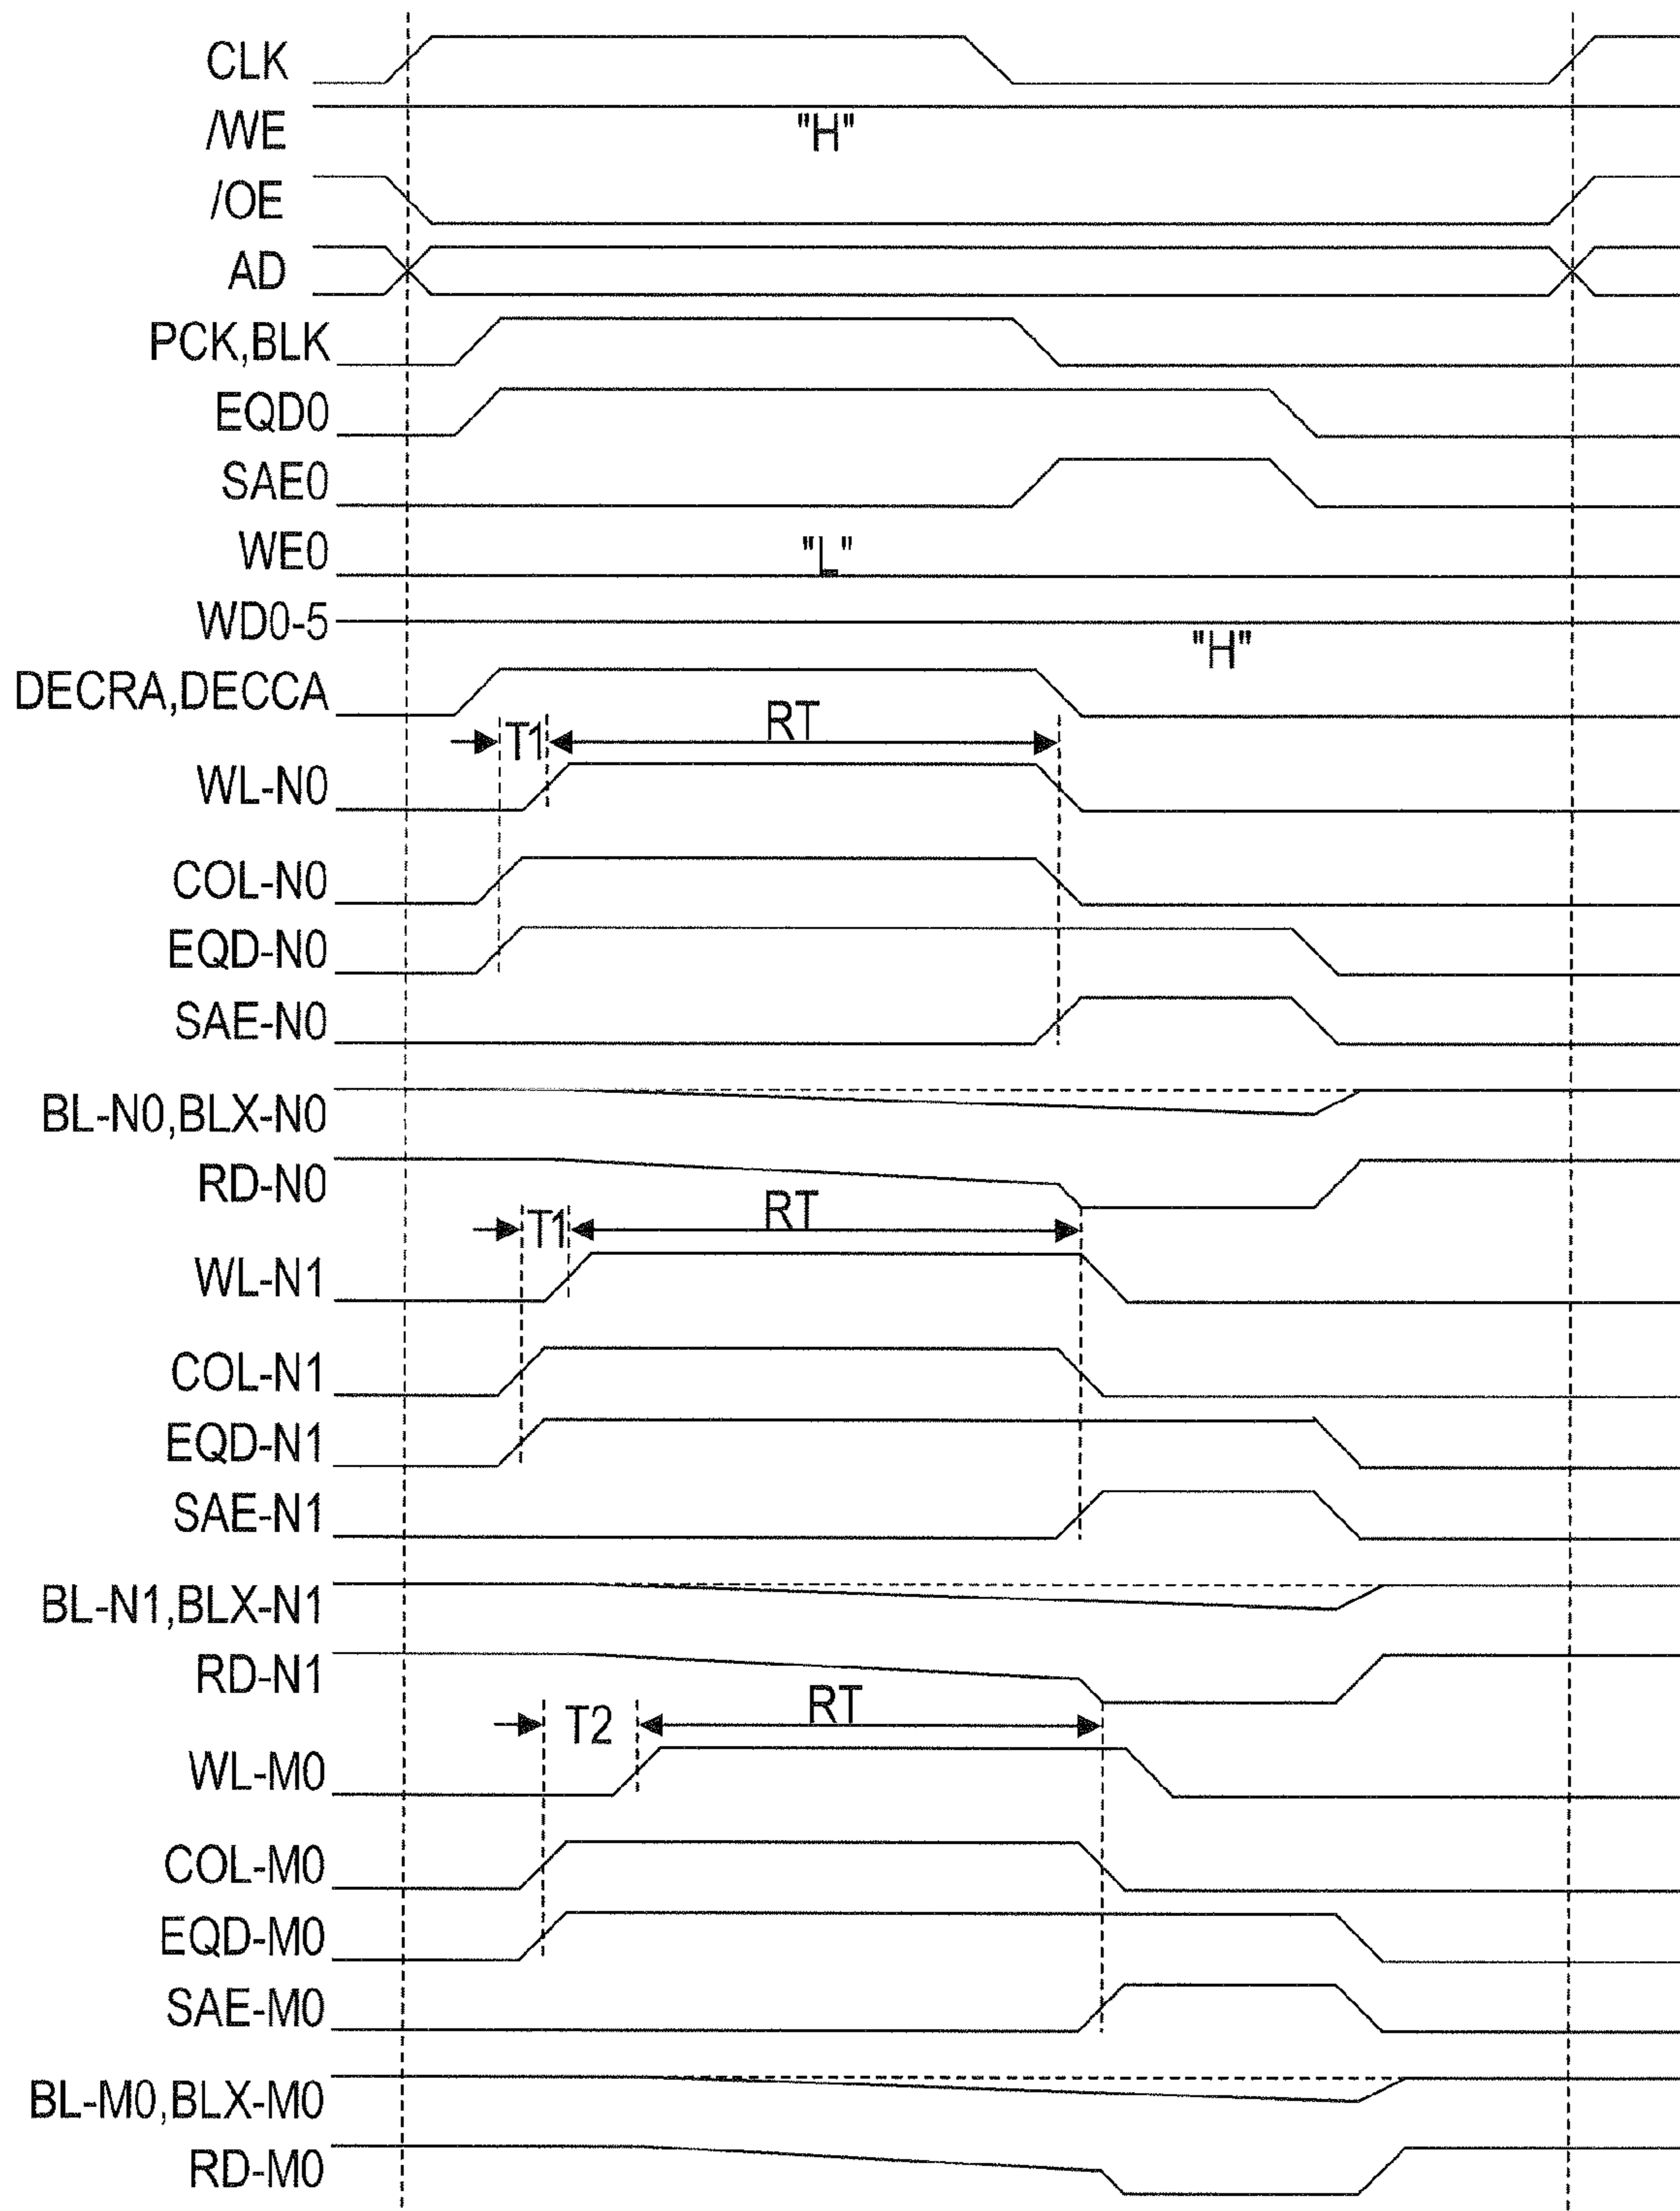 CLK
/WE
"H"
/OE
AD
PCK,BLK
EQD0
SAE0
WE0
"L"
WD0-5
"H"
DECRA,DECCA
T1
RT
WL-N0
COL-N0
EQD-N0
SAE-N0
BL-N0,BLX-N0
RD-N0
T1
RT
WL-N1
COL-N1
EQD-N1
SAE-N1
BL-N1,BLX-N1
RD-N1
T2
RT
WL-M0
COL-M0
EQD-M0
SAE-M0
BL-M0,BLX-M0
RD-M0